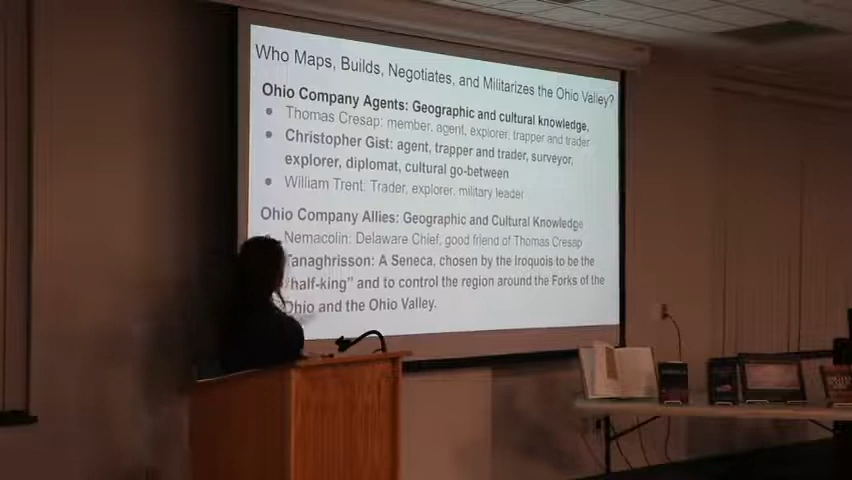 Who Maps, Builds, Negotiates, and Militarizes the Ohio Valley?
Ohio Company Agents: Geographic and cultural knowledge,
• Thomas Cresap: member, agent, explorer, trapper and trader
• Christopher Gist: agent, trapper and trader, surveyor,
explorer, diplomat, cultural go-between
• William Trent: Trader, explorer, military leader
Ohio Company Allies: Geographic and Cultural Knowledge
Nemacolin: Delaware Chief, good friend of Thomas Cresap
Tanaghrisson: A Seneca, chosen by the Iroquois to be the
"half-king" and to control the region around the Forks of the
Ohio and the Ohio Valley.